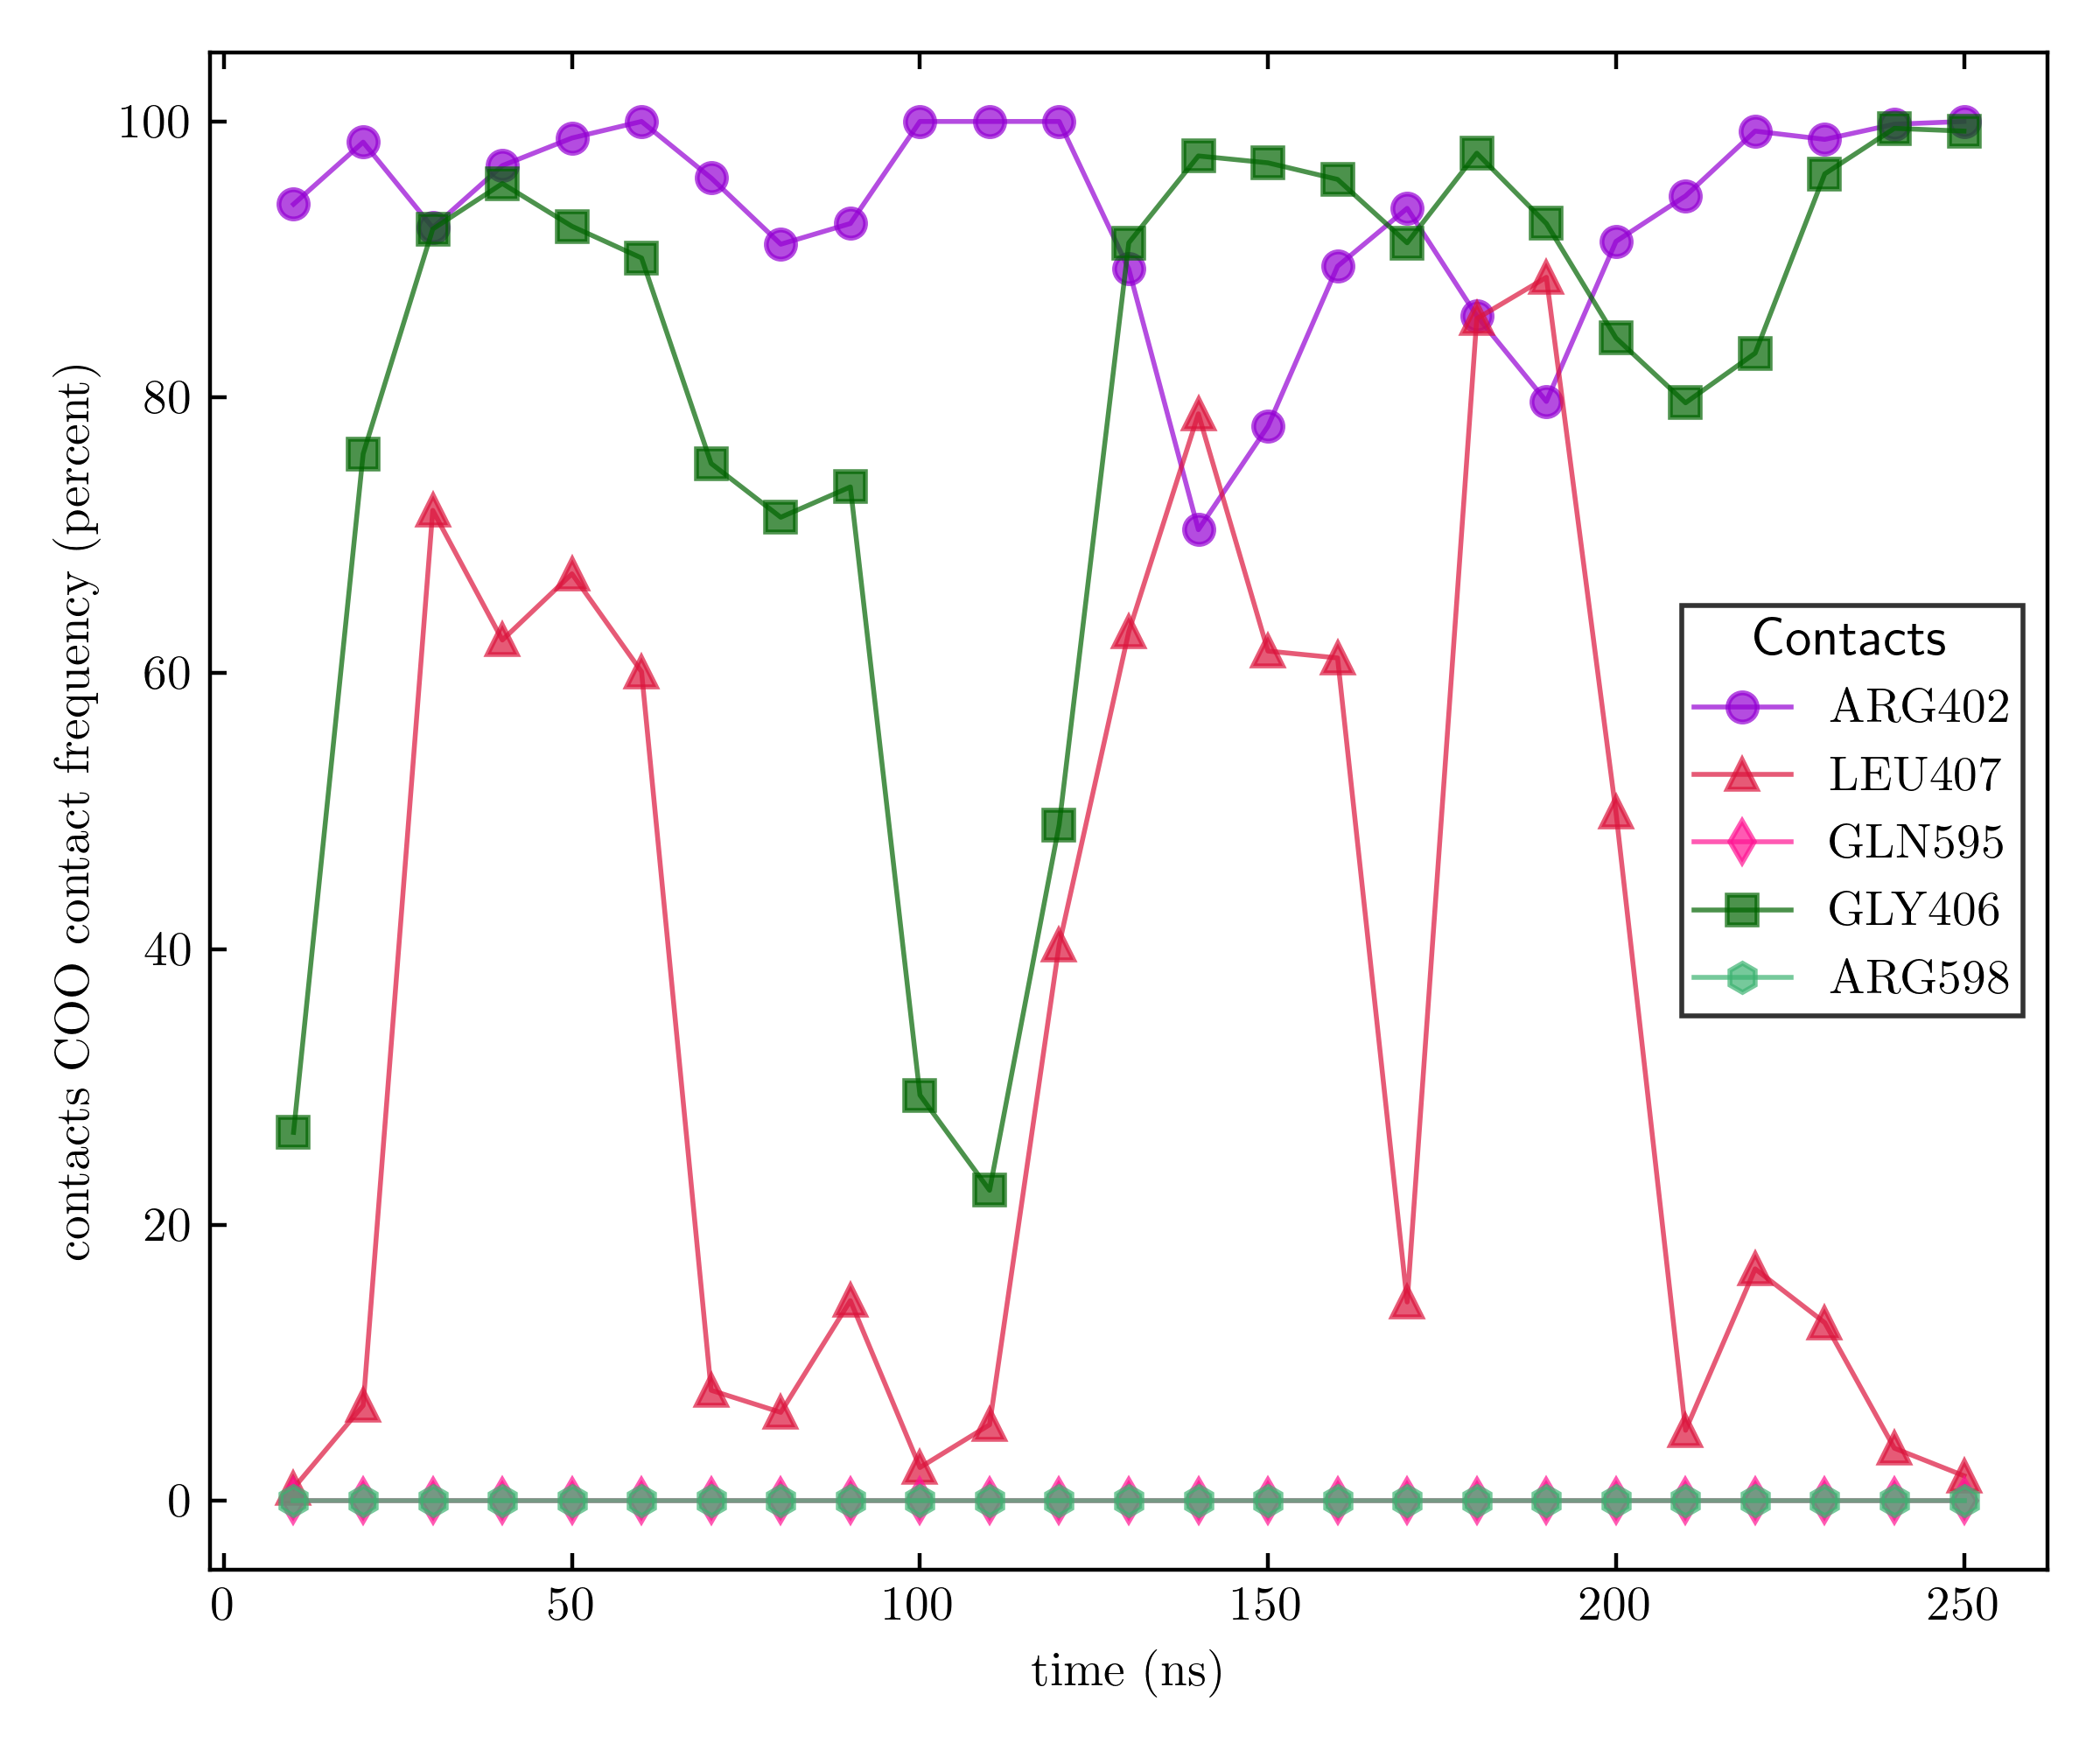 contacts COO contact frequency (percent)
100
80
60
40
20
0
0 50 100 150 200 250
time (ns)
Contacts
ARG402
LEU407
GLN595
GLY406
ARG598